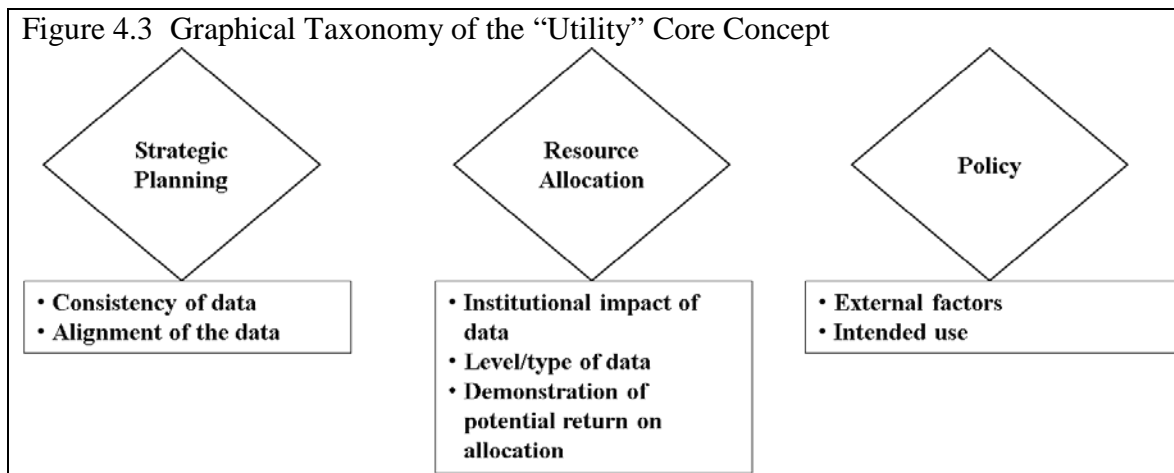 Figure 4.3  Graphical Taxonomy of the “Utility” Core Concept
Strategic
Planning
• Consistency of data
• Alignment of the data
Resource
Allocation
• Institutional impact of
data
• Level/type of data
• Demonstration of
potential return on
allocation
Policy
• External factors
• Intended use